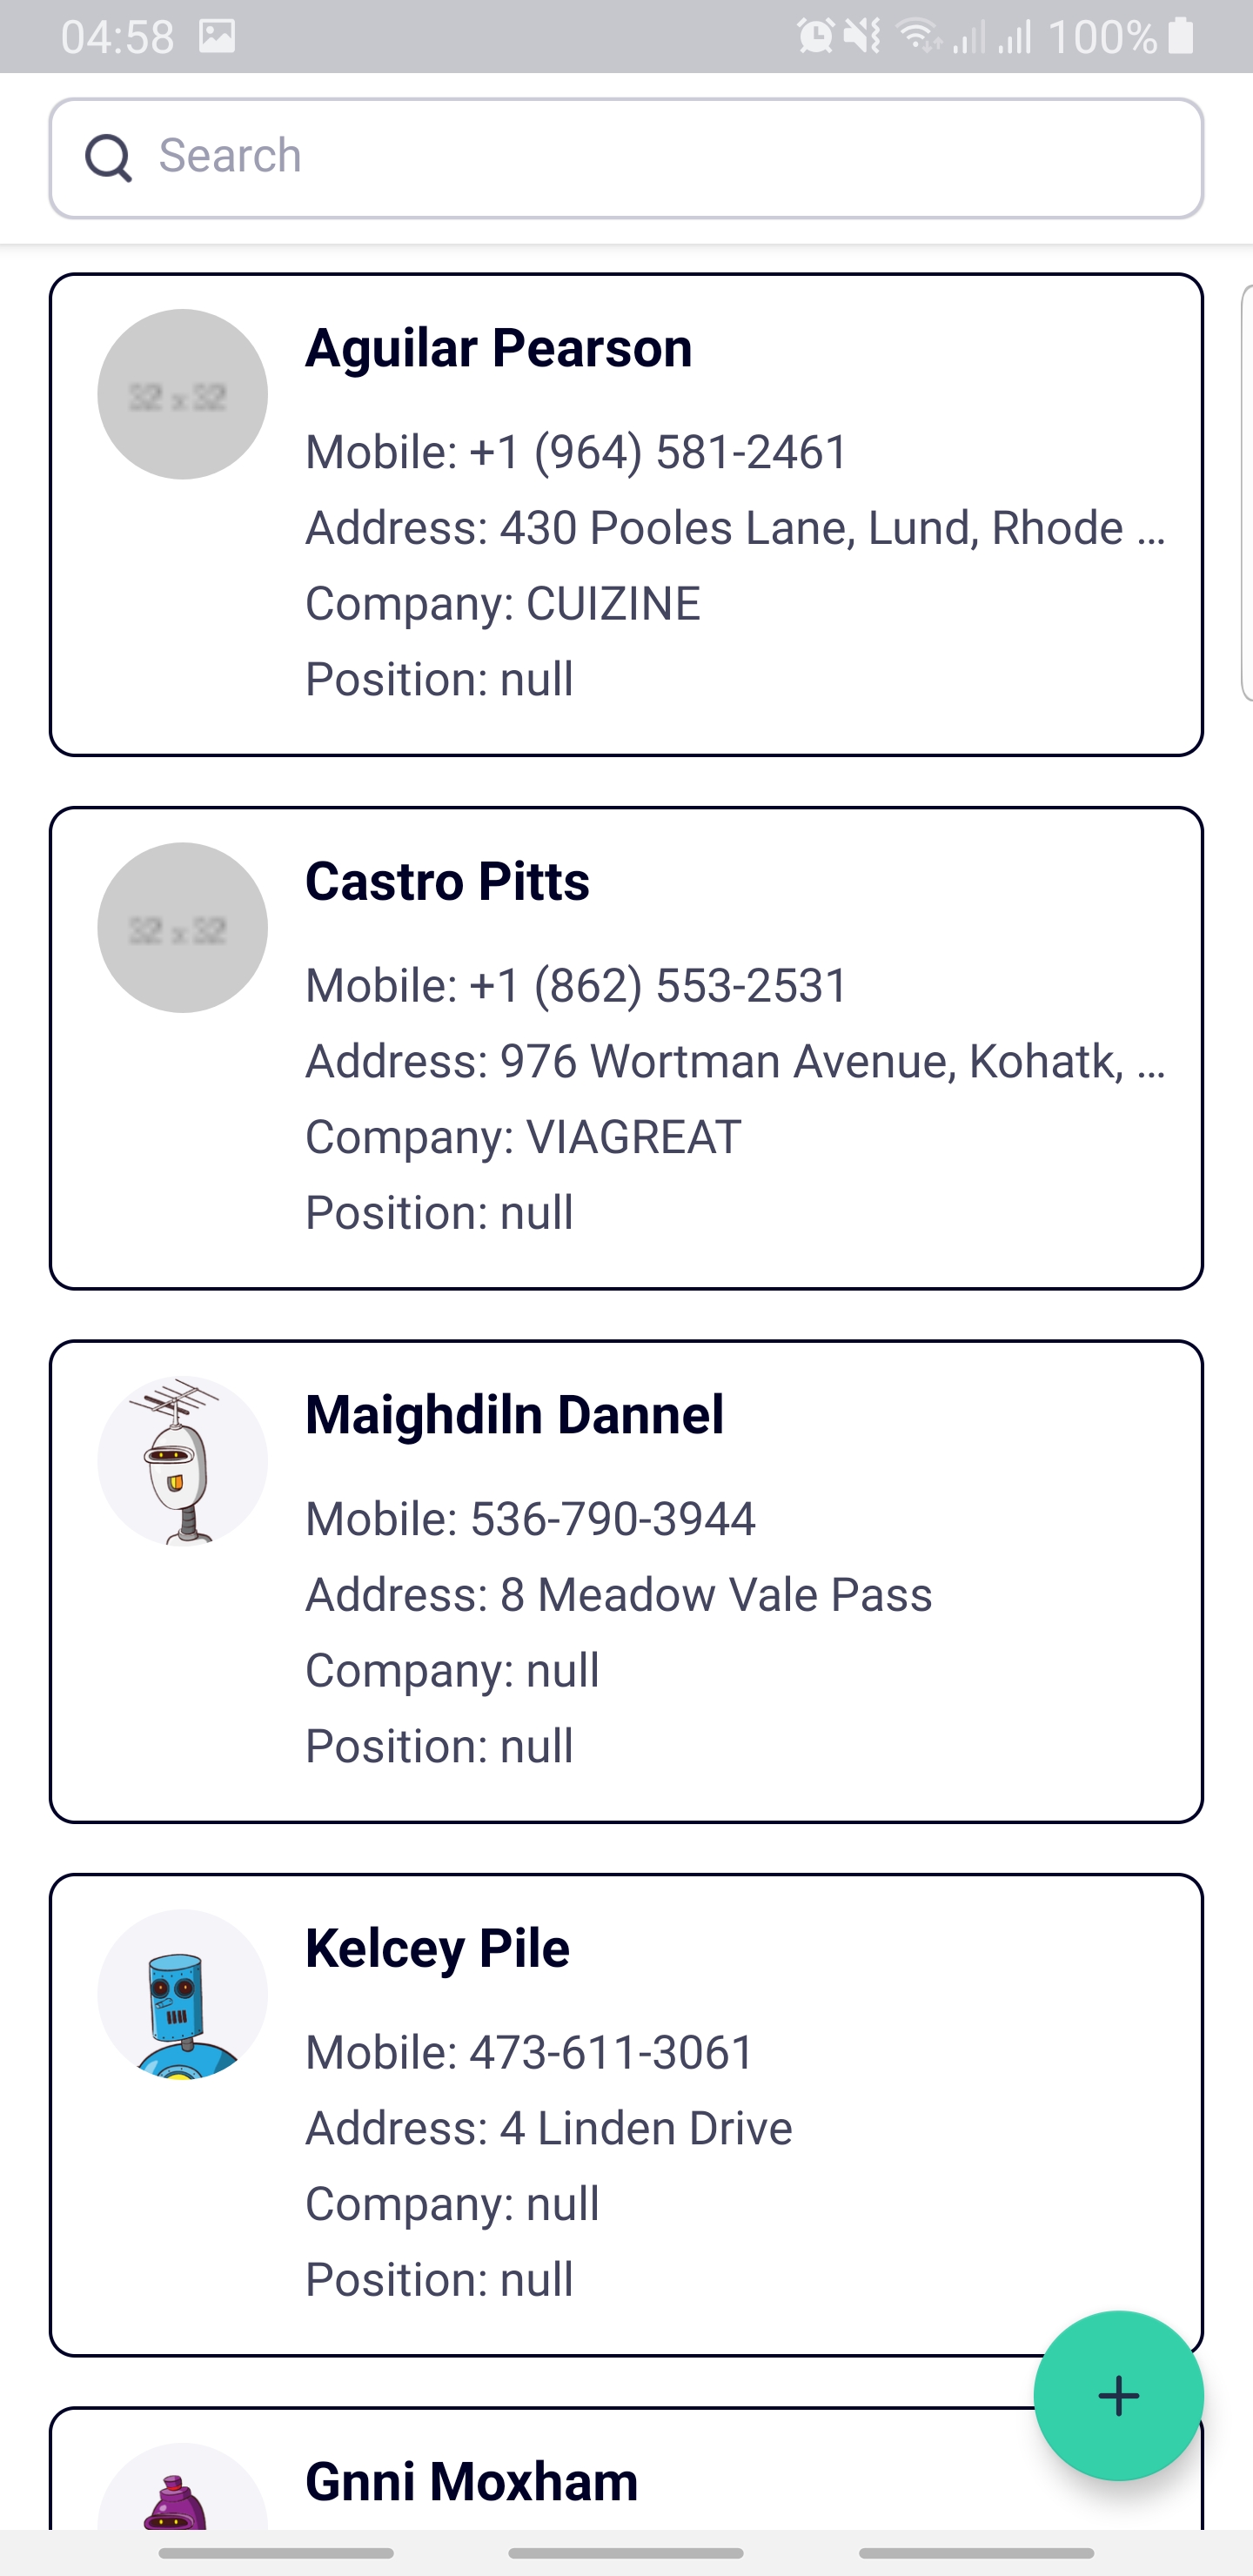 04:58
100%
Search
Aguilar Pearson
32 x 32
Mobile: +1 (964) 581-2461
Address: 430 Pooles Lane, Lund, Rhode ...
Company: CUIZINE
Position: null
Castro Pitts
32 x 32
Mobile: +1 (862) 553-2531
Address: 976 Wortman Avenue, Kohatk, ...
Company: VIAGREAT
Position: null
Maighdiln Dannel
Mobile: 536-790-3944
Address: 8 Meadow Vale Pass
Company: null
Position: null
Kelcey Pile
Mobile: 473-611-3061
Address: 4 Linden Drive
Company: null
Position: null
Gnni Moxham